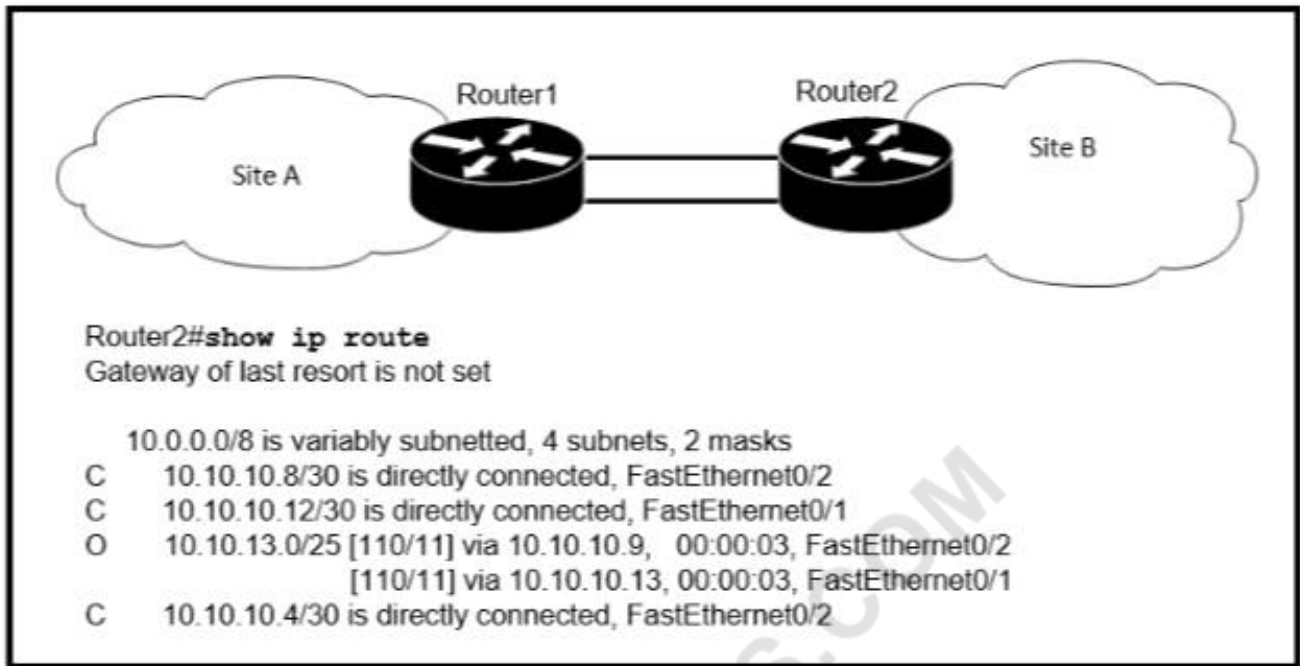 Router1
Router2
Site A
Site B
Router2#show ip route
Gateway of last resort is not set
10.0.0.0/8 is variably subnetted, 4 subnets, 2 masks
C 10.10.10.8/30 is directly connected, FastEthernet0/2
C 10.10.10.12/30 is directly connected, FastEthernet0/1
O 10.10.13.0/25 [110/11] via 10.10.10.9, 00:00:03, FastEthernet0/2
[110/11] via 10.10.10.13, 00:00:03, FastEthernet0/1
C 10.10.10.4/30 is directly connected, FastEthernet0/2
S.COM